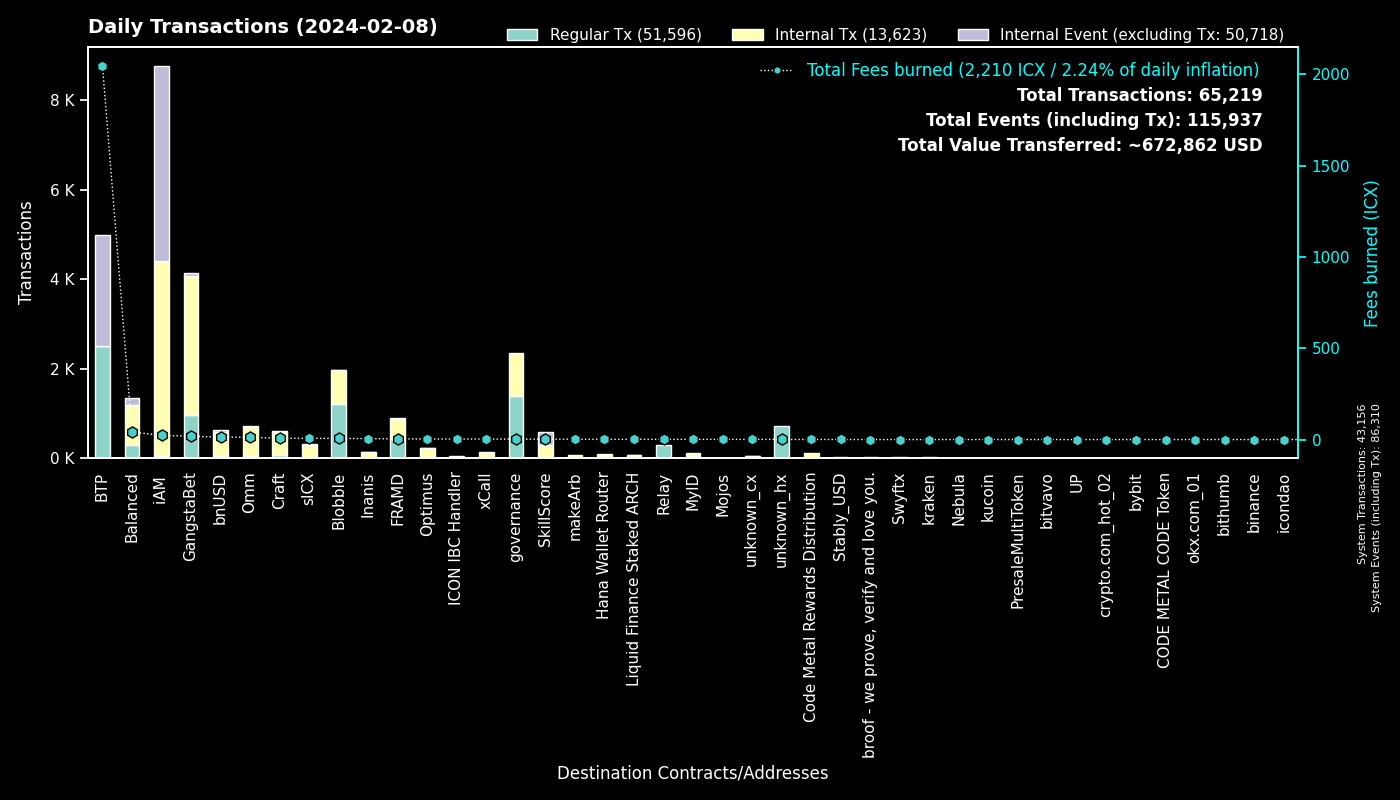 Daily Transactions (2024-02-08)
Regular Tx (51,596)
Internal Tx (13,623)
Internal Event (excluding Tx: 50,718)
Total Fees burned (2,210 ICX / 2.24% of daily inflation)
Total Transactions: 65,219
Total Events (including Tx): 115,937
Total Value Transferred: ~672,862 USD
Transactions
8 K
6 K
4 K
2 K
0 K
2000
1500
1000
500
0
Fees burned (ICX)
System Transactions: 43,156
System Events (including Tx): 86,310
BTP
Balanced
iAM
GangstaBet
bnUSD
Omm
Craft
sICX
Blobble
Inanis
FRAMD
Optimus
ICON IBC Handler
xCall
governance
SkillScore
makeArb
Hana Wallet Router
Liquid Finance Staked ARCH
Relay
MyID
Mojos
unknown_cx
unknown_hx
Code Metal Rewards Distribution
Stably_USD
broof - we prove, verify and love you.
Swyftx
kraken
Nebula
kucoin
PresaleMultiToken
bitvavo
UP
crypto.com_hot_02
bybit
CODE METAL CODE Token
okx.com_01
bithumb
binance
icondao
Destination Contracts/Addresses